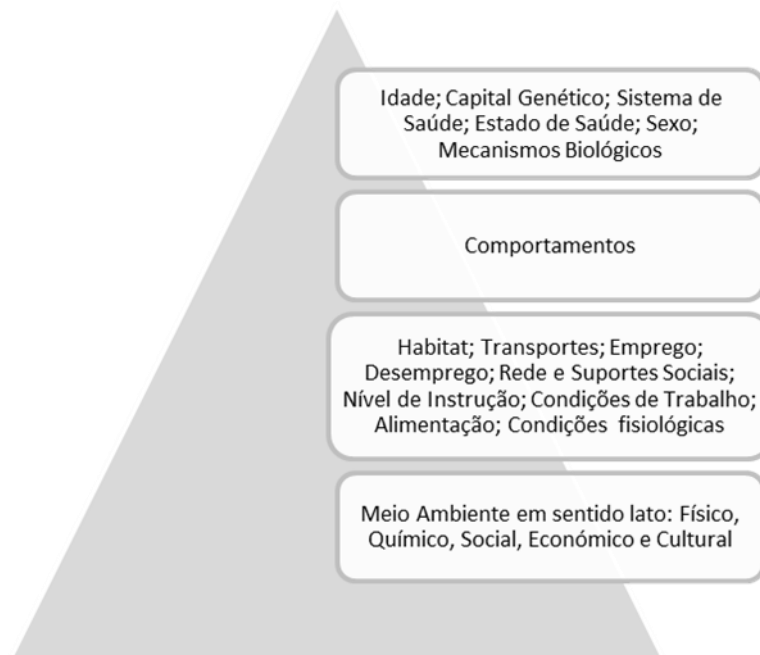 Idade; Capital Genético; Sistema de
Saúde; Estado de Saúde; Sexo;
Mecanismos Biológicos
Comportamentos
Habitat; Transportes; Emprego;
Desemprego; Rede e Suportes Sociais;
Nível de Instrução; Condições de Trabalho;
Alimentação; Condições fisiológicas
Meio Ambiente em sentido lato: Físico,
Químico, Social, Económico e Cultural